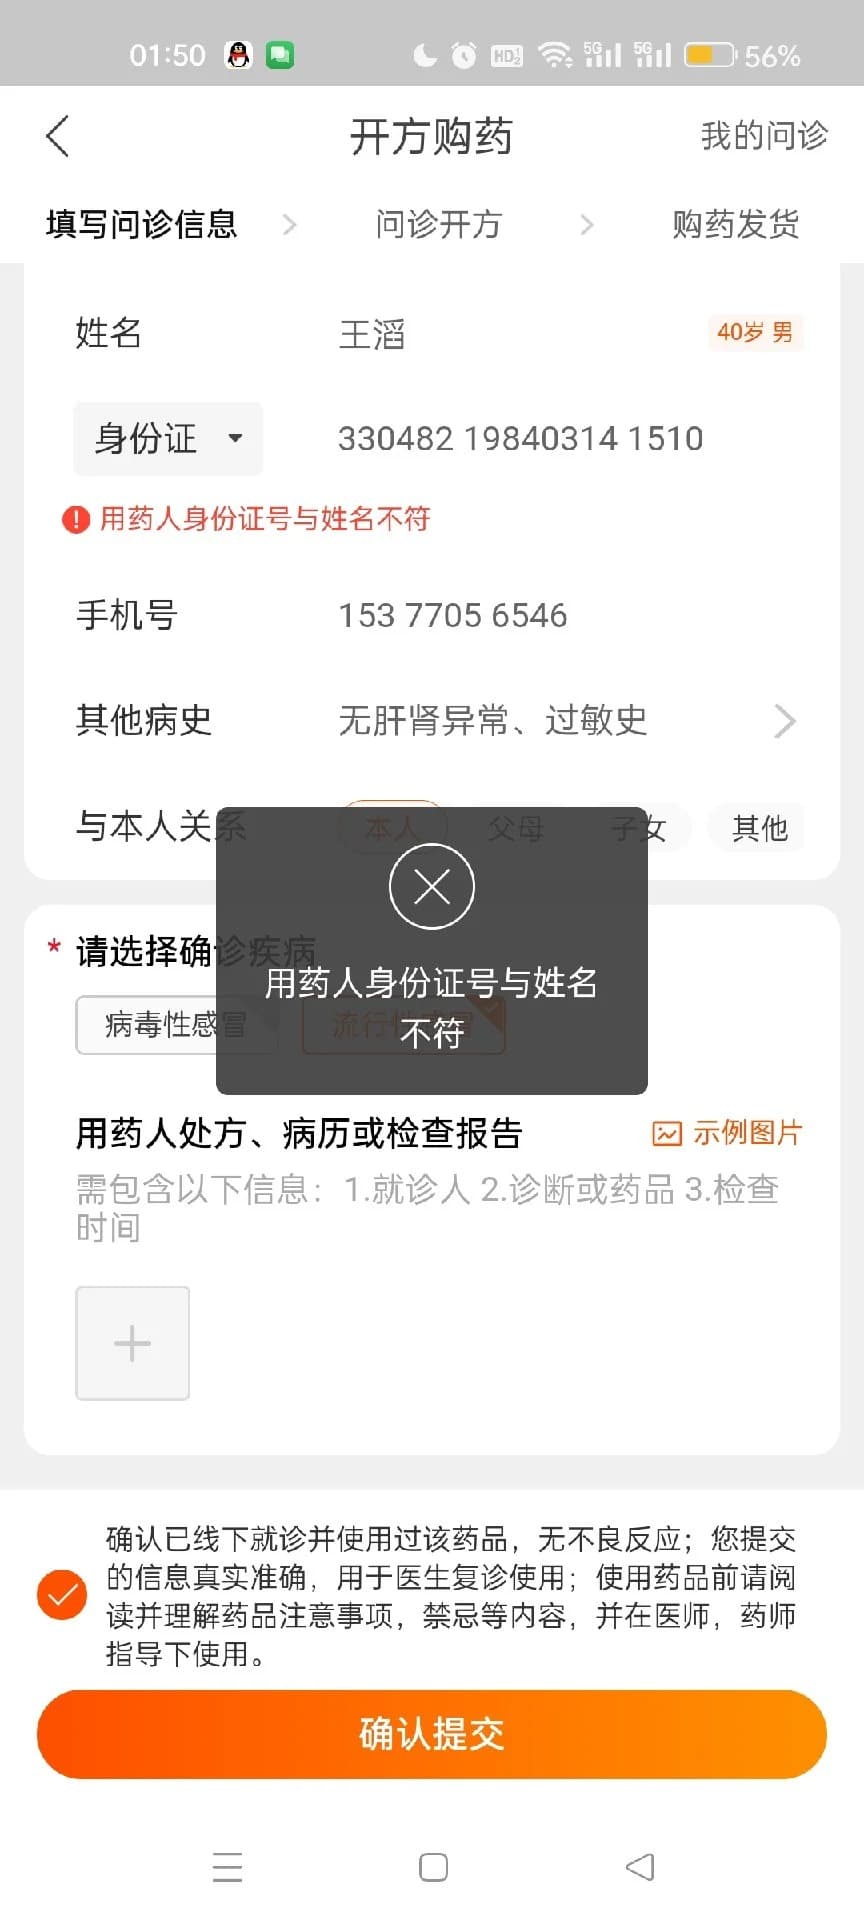 01:50 HD 5G 5G 56%
开方购药 我的问诊
填写问诊信息 问诊开方 购药发货
姓名 王滔 40岁 男
身份证 330482 19840314 1510
用药人身份证号与姓名不符
手机号 153 7705 6546
其他病史 无肝肾异常、过敏史
与本人关系 本人 父母 子女 其他
* 请选择确诊疾病
用药人身份证号与姓名
不符
病毒性感冒 流行性感冒
用药人处方、病历或检查报告 示例图片
需包含以下信息：1.就诊人 2.诊断或药品 3.检查
时间
确认已线下就诊并使用过该药品，无不良反应；您提交
的信息真实准确，用于医生复诊使用；使用药品前请阅
读并理解药品注意事项，禁忌等内容，并在医师，药师
指导下使用。
确认提交